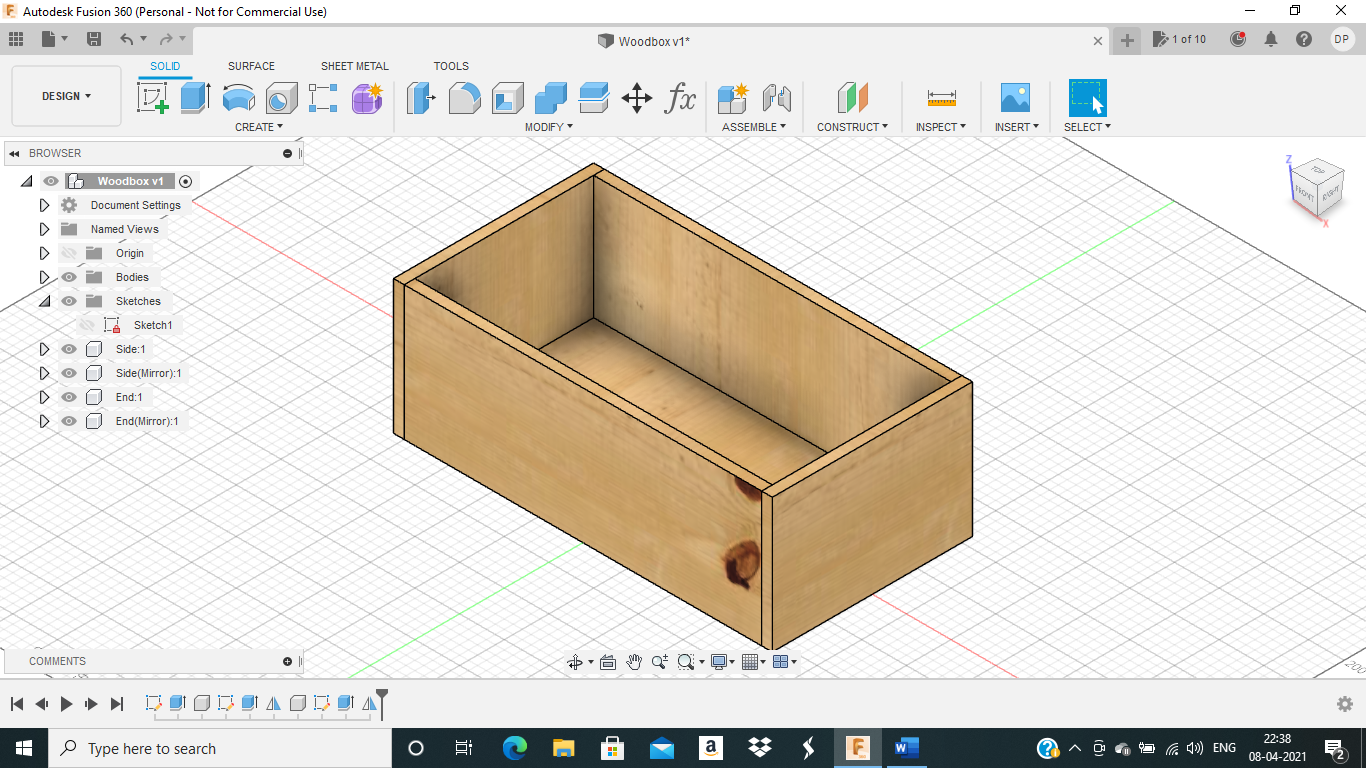 Autodesk Fusion 360 (Personal - Not for Commercial Use)
Woodbox v1*
1 of 10
DP
SOLID SURFACE SHEET METAL TOOLS
DESIGN
CREATE MODIFY ASSEMBLE CONSTRUCT INSPECT INSERT SELECT
BROWSER
Woodbox v1
Document Settings
Named Views
Origin
Bodies
Sketches
Sketch1
Side:1
Side(Mirror):1
End:1
End(Mirror):1
Z
TOP
FRONT
RIGHT
X
COMMENTS
200
Type here to search
ENG
22:38
08-04-2021
2